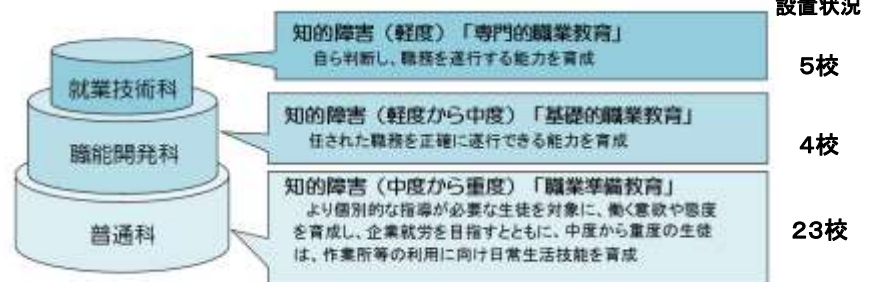 設置状況
就業技術科
知的障害（軽度）「専門的職業教育」
自ら判断し、職務を遂行する能力を育成
5校
職能開発科
知的障害（軽度から中度）「基礎的職業教育」
任された職務を正確に遂行できる能力を育成
4校
普通科
知的障害（中度から重度）「職業準備教育」
より個別的な指導が必要な生徒を対象に、働く意欲や態度
を育成し、企業就労を目指すとともに、中度から重度の生徒
は、作業所等の利用に向け日常生活技能を育成
23校